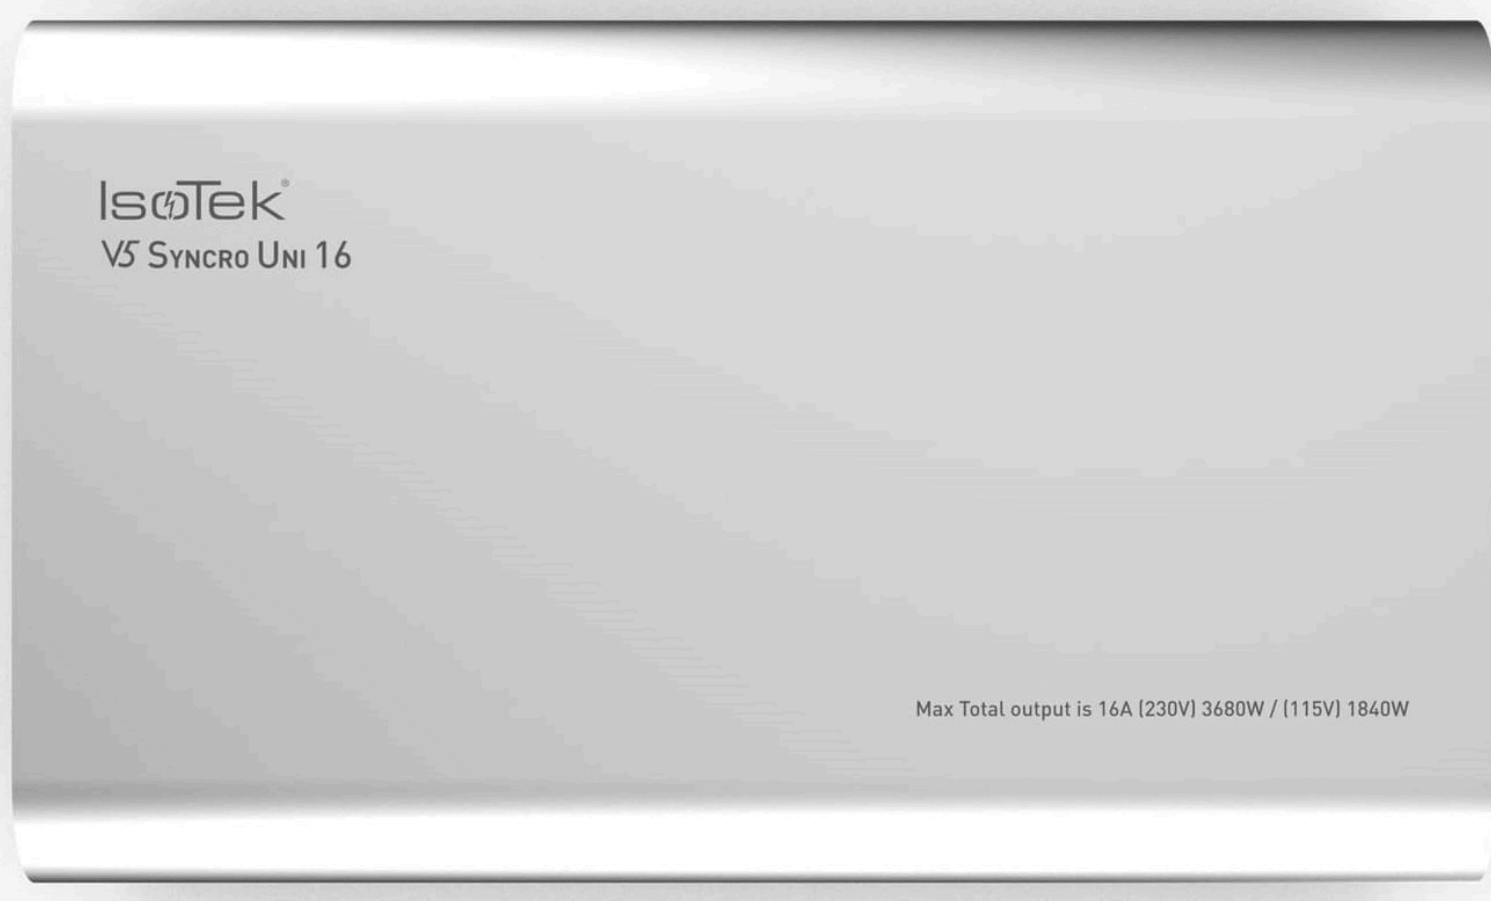 IsoTek®
V5 Syncro Uni 16
Max Total output is 16A (230V) 3680W / (115V) 1840W